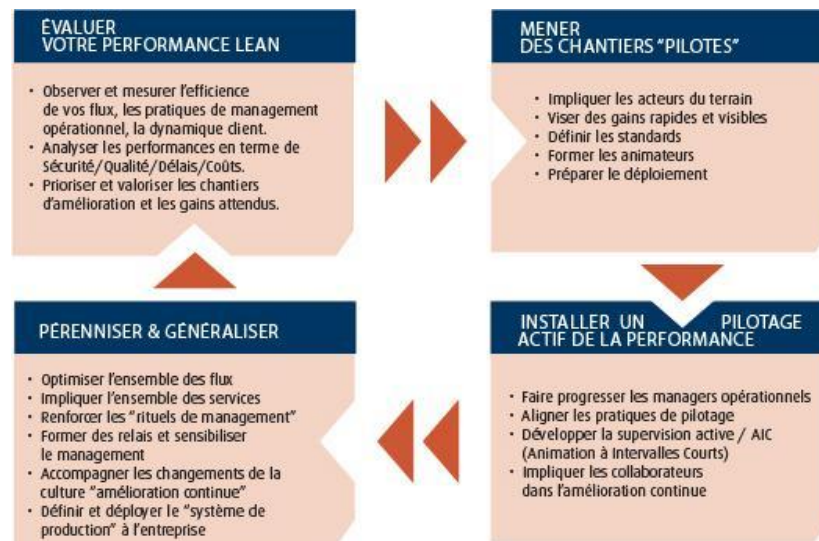 ÉVALUER
VOTRE PERFORMANCE LEAN
• Observer et mesurer l'efficience
de vos flux, les pratiques de management
opérationnel, la dynamique client.
• Analyser les performances en terme de
Sécurité/Qualité/Délais/Coûts.
• Prioriser et valoriser les chantiers
d'amélioration et les gains attendus.
MENER
DES CHANTIERS "PILOTES"
• Impliquer les acteurs du terrain
• Viser des gains rapides et visibles
• Définir les standards
• Former les animateurs
• Préparer le déploiement
INSTALLER UN PILOTAGE
ACTIF DE LA PERFORMANCE
• Faire progresser les managers opérationnels
• Aligner les pratiques de pilotage
• Développer la supervision active / AIC
(Animation à Intervalles Courts)
• Impliquer les collaborateurs
dans l'amélioration continue
PÉRENNISER & GÉNÉRALISER
• Optimiser l'ensemble des flux
• Impliquer l'ensemble des services
• Renforcer les "rituels de management"
• Former des relais et sensibiliser
le management
• Accompagner les changements de la
culture "amélioration continue"
• Définir et déployer le "système de
production" à l'entreprise